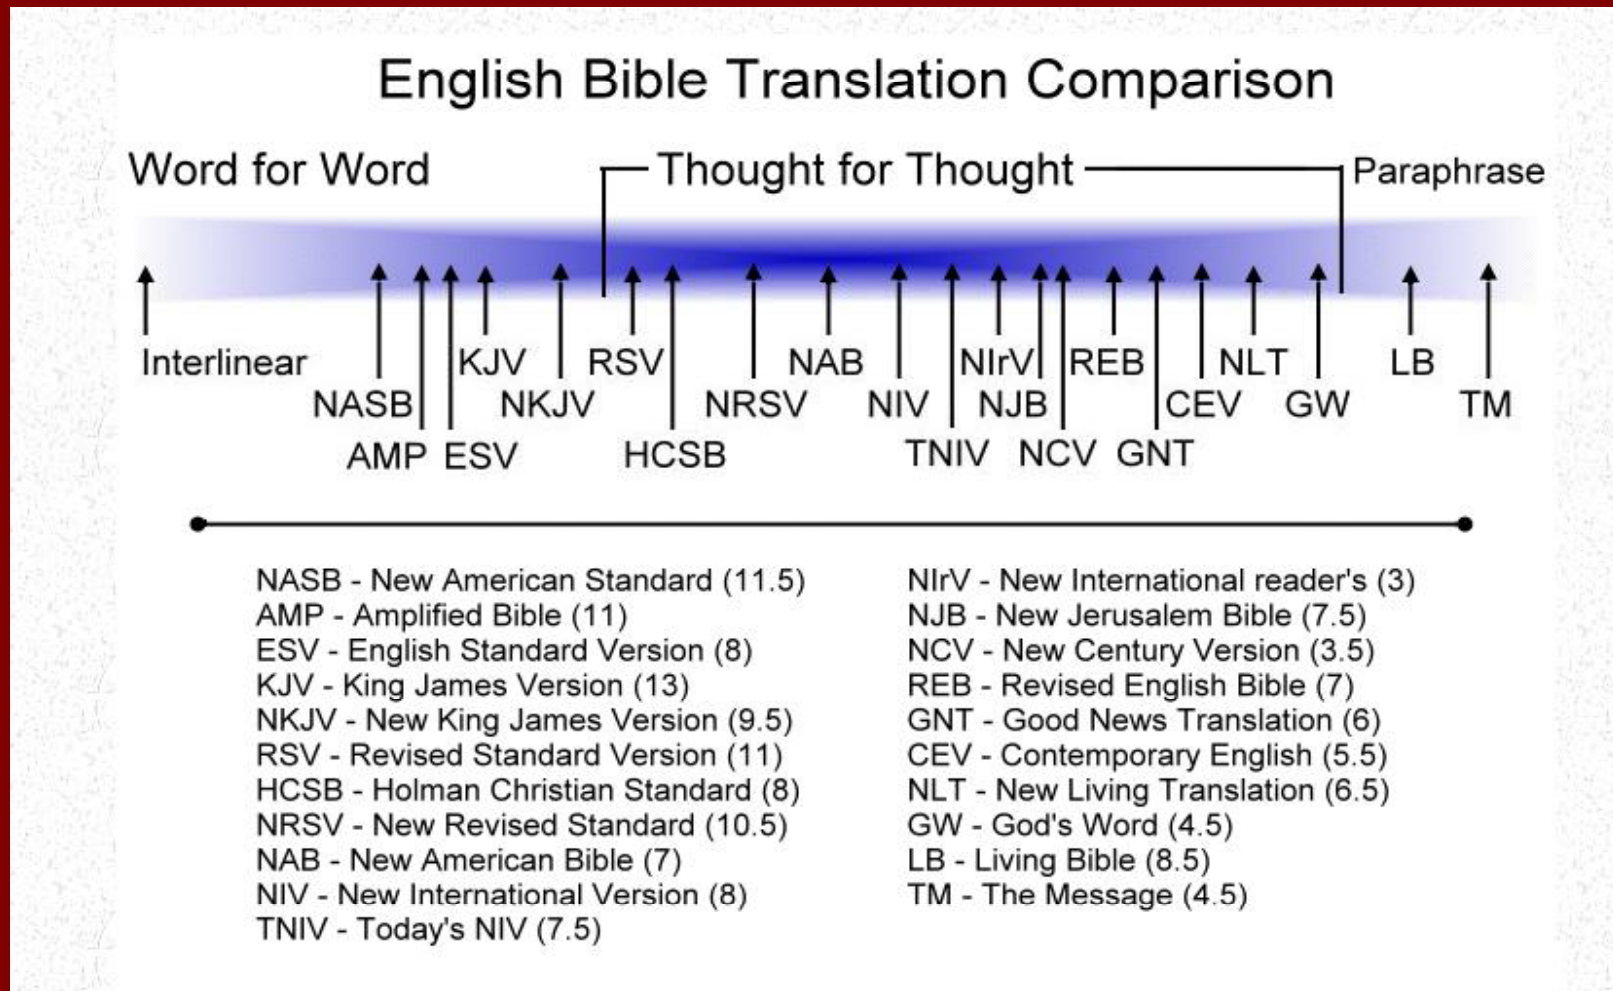 English Bible Translation Comparison
Word for Word
Thought for Thought
Paraphrase
Interlinear KJV RSV NAB NIrV REB NLT LB
NASB NKJV NRSV NIV NJB CEV GW TM
AMP ESV HCSB TNIV NCV GNT
NASB - New American Standard (11.5)
AMP - Amplified Bible (11)
ESV - English Standard Version (8)
KJV - King James Version (13)
NKJV - New King James Version (9.5)
RSV - Revised Standard Version (11)
HCSB - Holman Christian Standard (8)
NRSV - New Revised Standard (10.5)
NAB - New American Bible (7)
NIV - New International Version (8)
TNIV - Today's NIV (7.5)
NIrV - New International reader's (3)
NJB - New Jerusalem Bible (7.5)
NCV - New Century Version (3.5)
REB - Revised English Bible (7)
GNT - Good News Translation (6)
CEV - Contemporary English (5.5)
NLT - New Living Translation (6.5)
GW - God's Word (4.5)
LB - Living Bible (8.5)
TM - The Message (4.5)